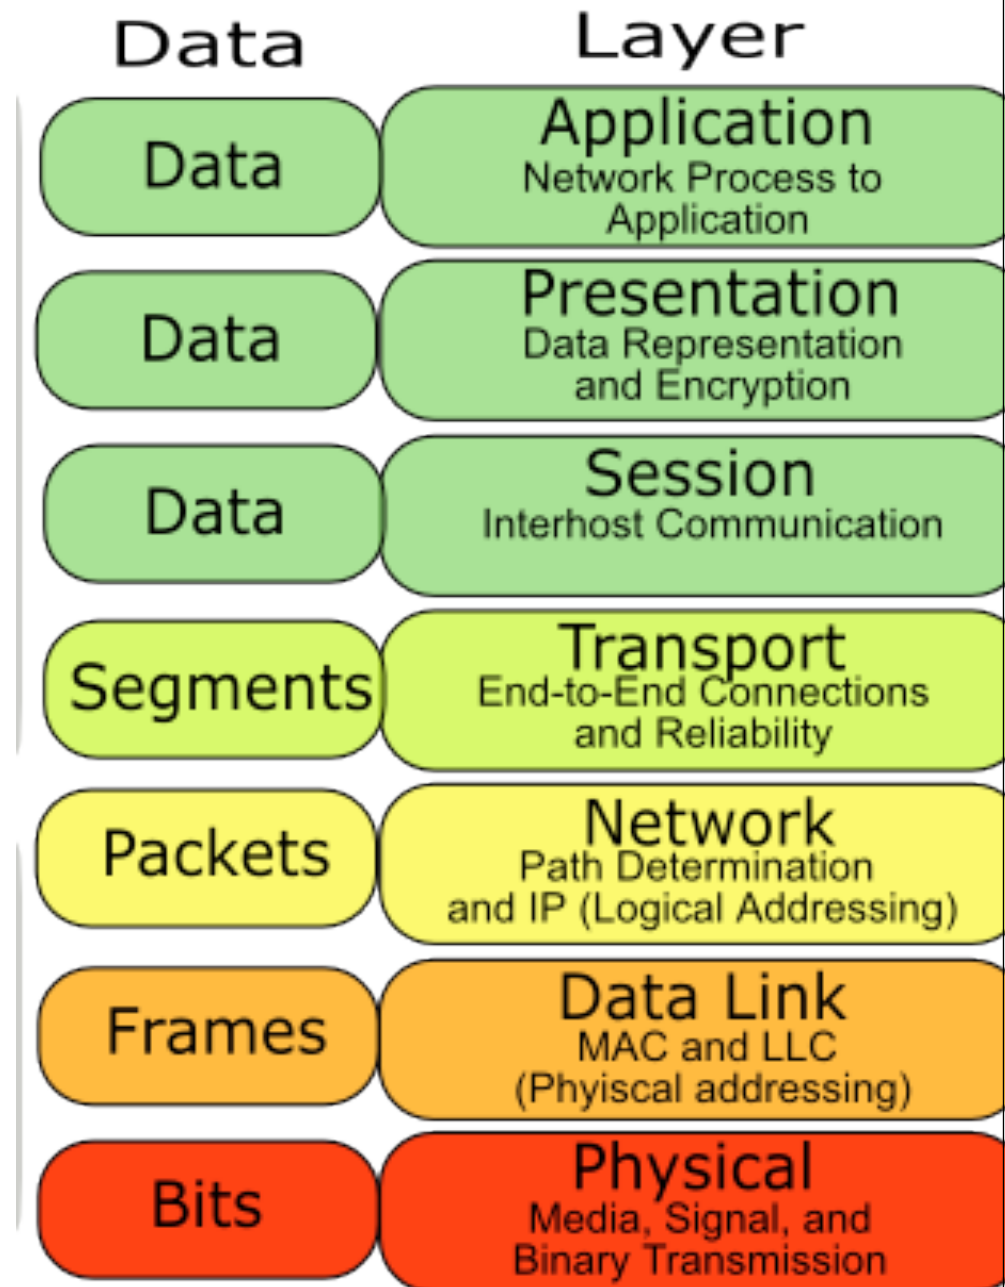 Data Layer
Data
Application
Network Process to
Application
Data
Presentation
Data Representation
and Encryption
Data
Session
Interhost Communication
Segments
Transport
End-to-End Connections
and Reliability
Packets
Network
Path Determination
and IP (Logical Addressing)
Frames
Data Link
MAC and LLC
(Phyiscal addressing)
Bits
Physical
Media, Signal, and
Binary Transmission